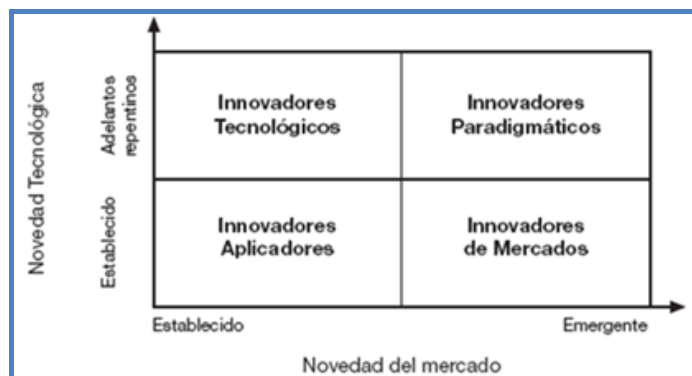 Novedad Tecnológica
Adelantos
repentinos
Establecido
Innovadores
Tecnológicos
Innovadores
Paradigmáticos
Innovadores
Aplicadores
Innovadores
de Mercados
Establecido
Emergente
Novedad del mercado